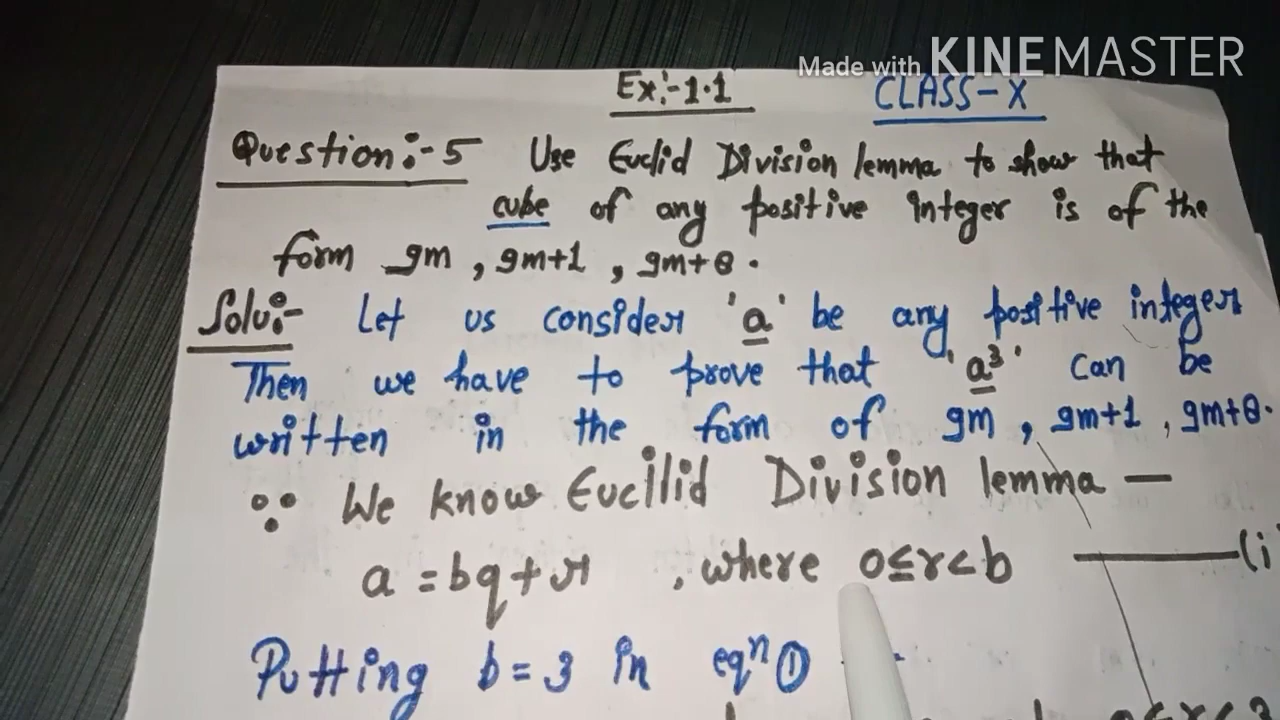 Made with KINEMASTER
Ex:-1.1 CLASS-X
Question:-5 Use Euclid Division lemma to show that
cube of any positive integer is of the
form 9m, 9m+1, 9m+8.
Solu:- Let us consider 'a' be any positive integer
Then we have to prove that 'a³' can be
written in the form of 9m, 9m+1, 9m+8.
∵ We know Eucilid Division lemma —
a = bq + r , where 0≤r<b —— (i
Putting b = 3 in eqⁿ ①